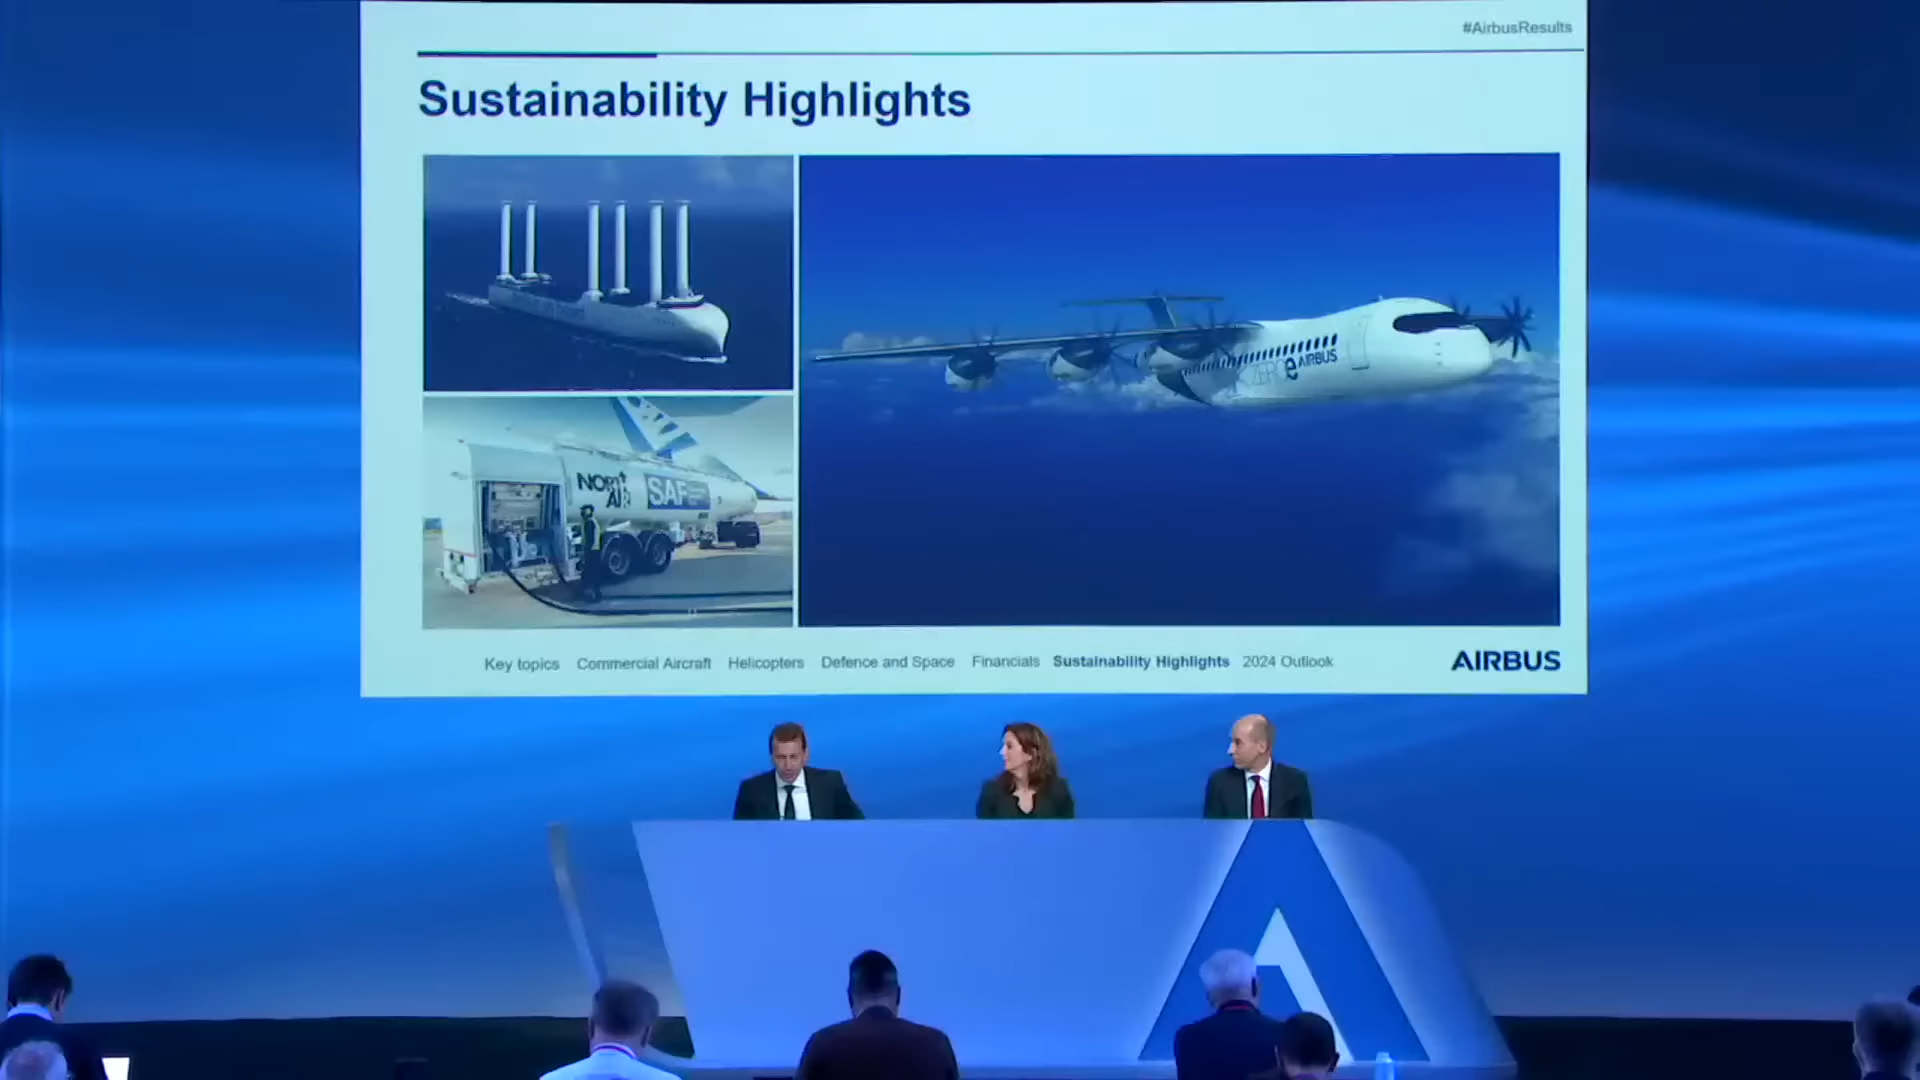 #AirbusResults
Sustainability Highlights
ZEROe AIRBUS
SAF
Key topics Commercial Aircraft Helicopters Defence and Space Financials Sustainability Highlights 2024 Outlook
AIRBUS